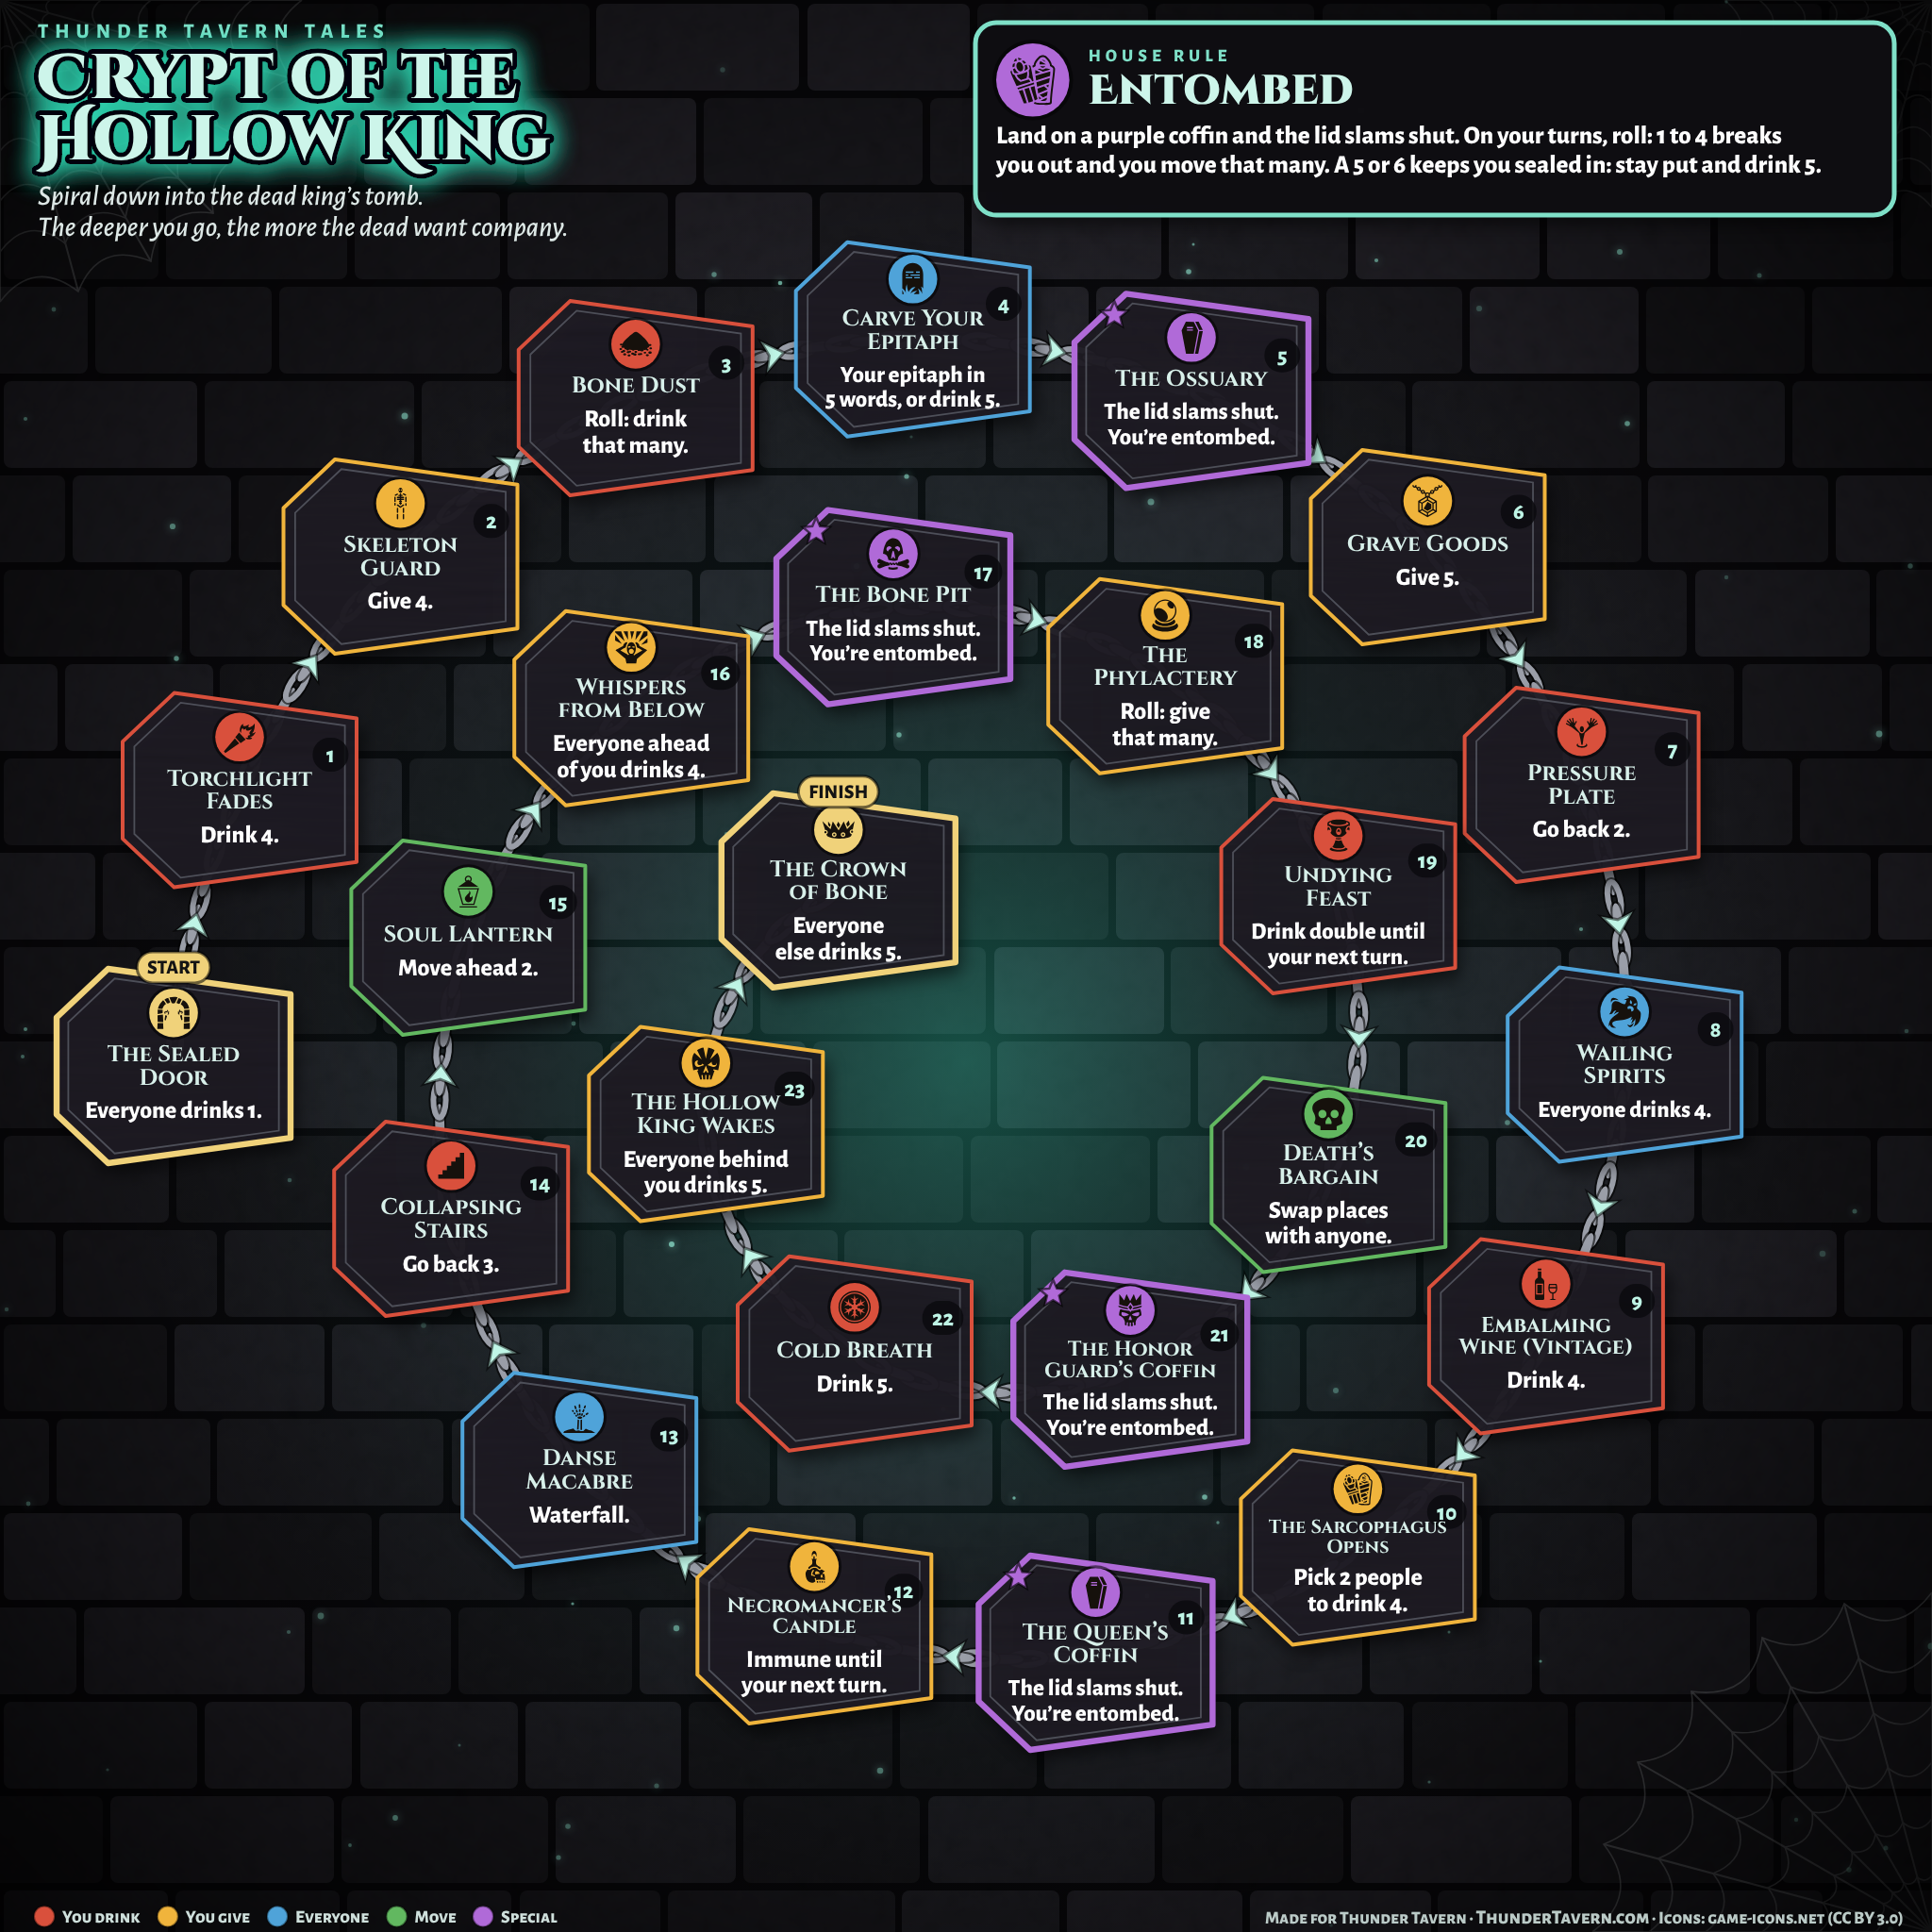 THUNDER TAVERN TALES
CRYPT OF THE
HOLLOW KING
Spiral down into the dead king's tomb.
The deeper you go, the more the dead want company.
HOUSE RULE
ENTOMBED
Land on a purple coffin and the lid slams shut. On your turns, roll: 1 to 4 breaks
you out and you move that many. A 5 or 6 keeps you sealed in: stay put and drink 5.
START
THE SEALED
DOOR
Everyone drinks 1.
1
TORCHLIGHT
FADES
Drink 4.
2
SKELETON
GUARD
Give 4.
3
BONE DUST
Roll: drink
that many.
4
CARVE YOUR
EPITAPH
Your epitaph in
5 words, or drink 5.
5
THE OSSUARY
The lid slams shut.
You're entombed.
6
GRAVE GOODS
Give 5.
7
PRESSURE
PLATE
Go back 2.
8
WAILING
SPIRITS
Everyone drinks 4.
9
EMBALMING
WINE (VINTAGE)
Drink 4.
10
THE SARCOPHAGUS
OPENS
Pick 2 people
to drink 4.
11
THE QUEEN'S
COFFIN
The lid slams shut.
You're entombed.
12
NECROMANCER'S
CANDLE
Immune until
your next turn.
13
DANSE
MACABRE
Waterfall.
14
COLLAPSING
STAIRS
Go back 3.
15
SOUL LANTERN
Move ahead 2.
16
WHISPERS
FROM BELOW
Everyone ahead
of you drinks 4.
17
THE BONE PIT
The lid slams shut.
You're entombed.
18
THE
PHYLACTERY
Roll: give
that many.
19
UNDYING
FEAST
Drink double until
your next turn.
20
DEATH'S
BARGAIN
Swap places
with anyone.
21
THE HONOR
GUARD'S COFFIN
The lid slams shut.
You're entombed.
22
COLD BREATH
Drink 5.
23
THE HOLLOW
KING WAKES
Everyone behind
you drinks 5.
FINISH
THE CROWN
OF BONE
Everyone
else drinks 5.
YOU DRINK YOU GIVE EVERYONE MOVE SPECIAL
MADE FOR THUNDER TAVERN · THUNDERTAVERN.COM · ICONS: GAME-ICONS.NET (CC BY 3.0)